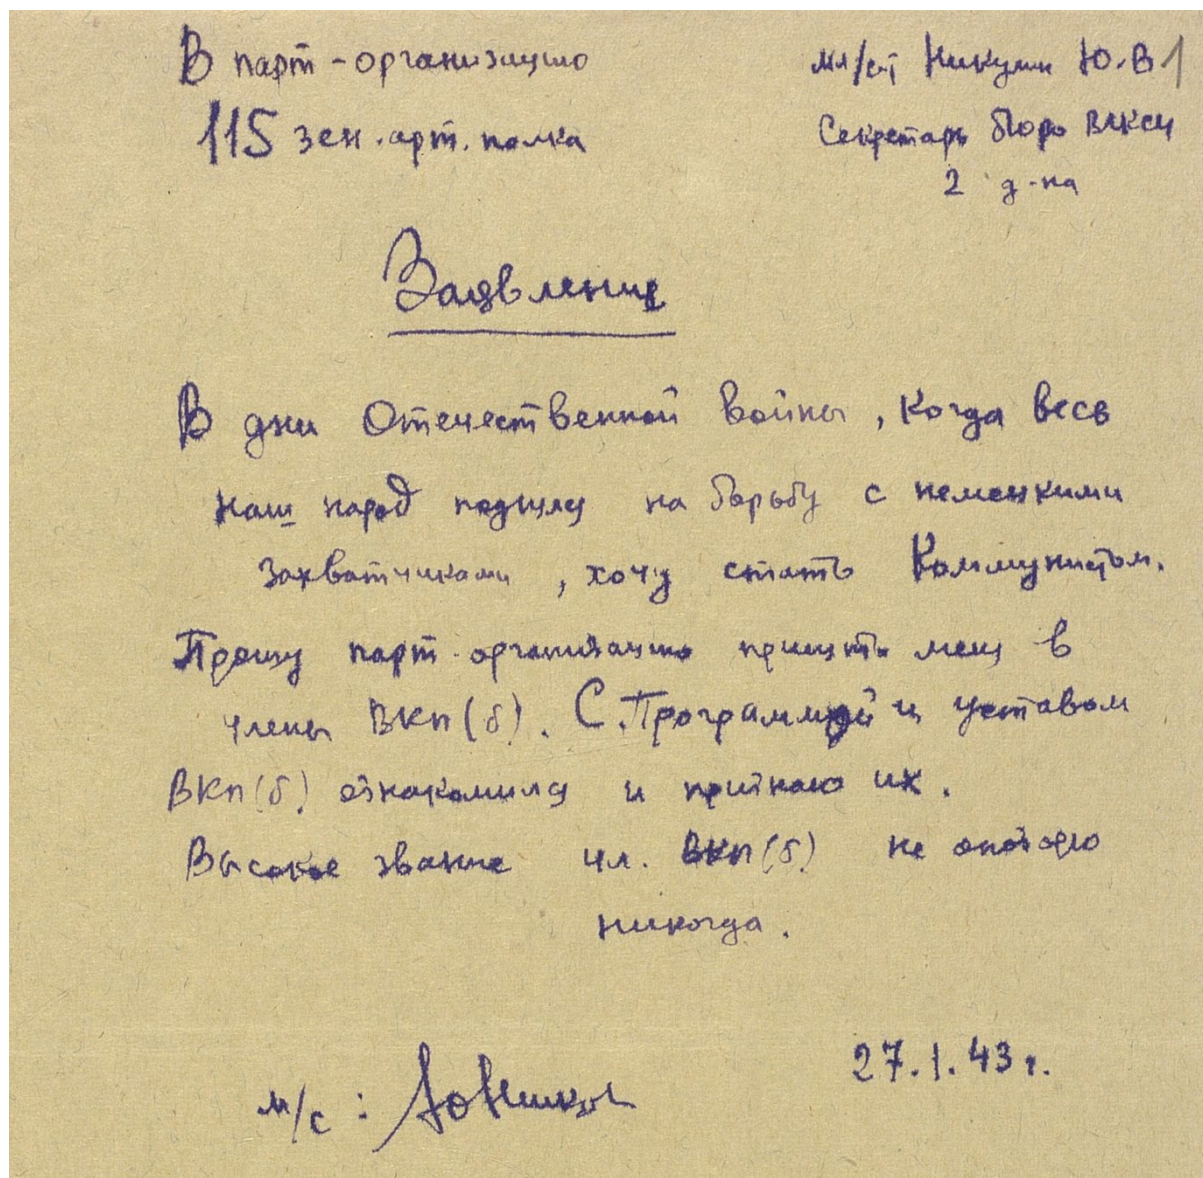 В парт-организацию
115 зен.арт. полка
мл/с-т Никулин Ю.В. 1
Секретарь бюро ВЛКСМ
2 д-на
Заявление
В дни Отечественной войны, когда весь
наш народ поднялся на борьбу с немецкими
захватчиками, хочу стать Коммунистом.
Прошу парт-организацию принять меня в
члены ВКП(б). С Программой и уставом
ВКП(б) ознакомился и признаю их.
Высокое звание чл. ВКП(б) не опозорю
никогда.
27.1.43 г.
м/с: ЮНикул